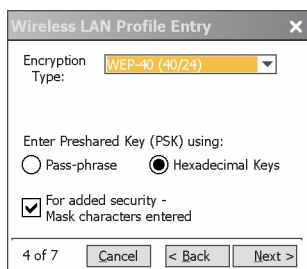 Wireless LAN Profile Entry
Encryption Type: WEP-40 (40/24)
Enter Preshared Key (PSK) using:
Pass-phrase Hexadecimal Keys
For added security -
Mask characters entered
4 of 7 Cancel < Back Next >